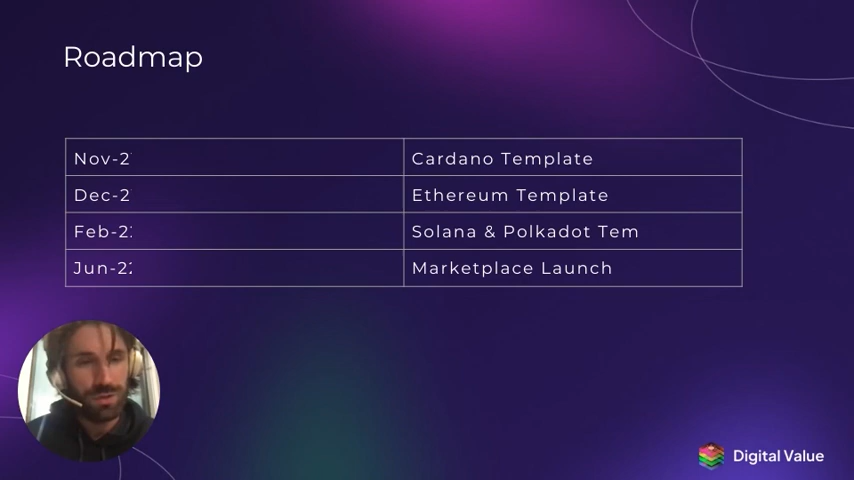 Roadmap
Nov-2
Cardano Template
Dec-2
Ethereum Template
Feb-2
Solana & Polkadot Tem
Jun-22
Marketplace Launch
Digital Value